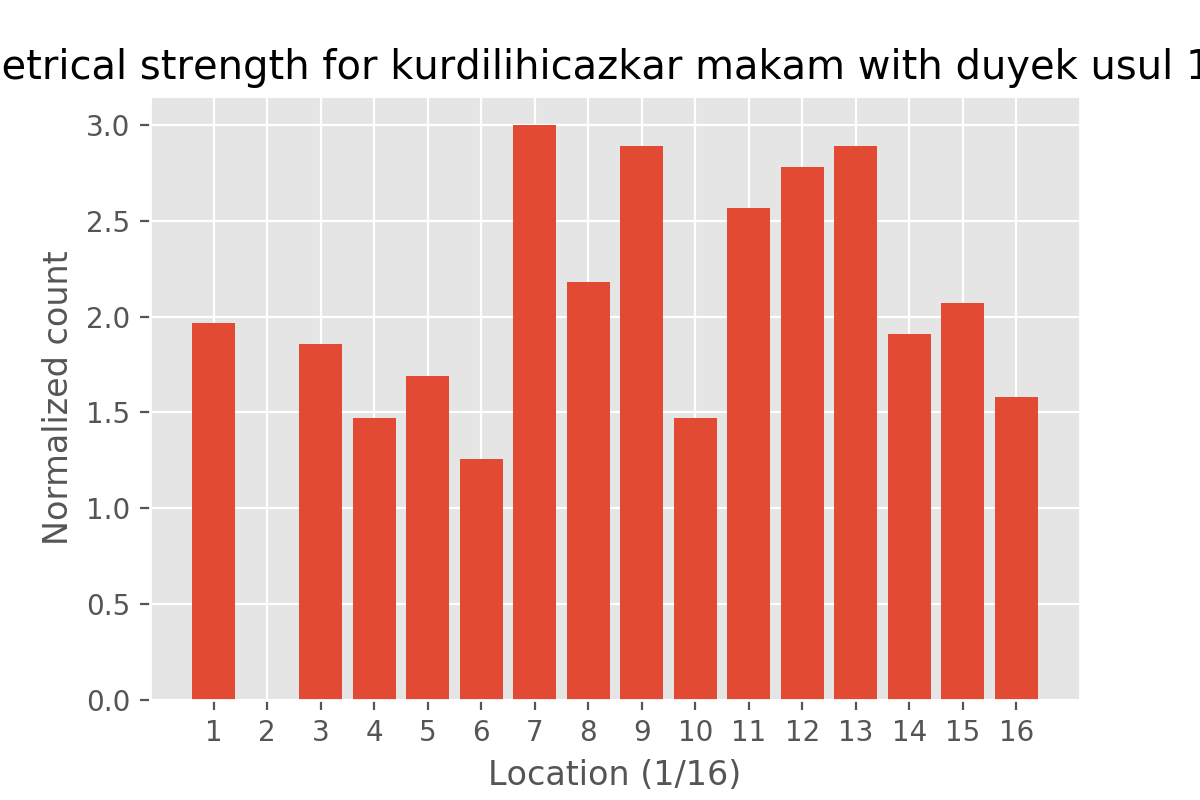 etrical strength for kurdilihicazkar makam with duyek usul 1
3.0
2.5
2.0
1.5
1.0
0.5
0.0
Normalized count
1 2 3 4 5 6 7 8 9 10 11 12 13 14 15 16
Location (1/16)